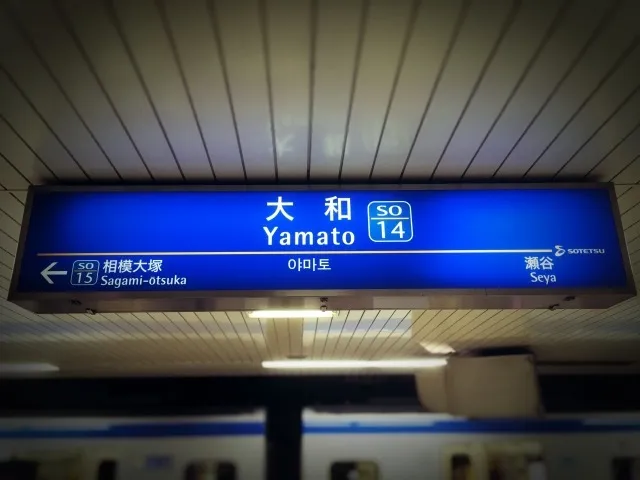 大和
Yamato
SO
14
SOTETSU
야마토
SO
15
相模大塚
Sagami-ōtsuka
瀬谷
Seya